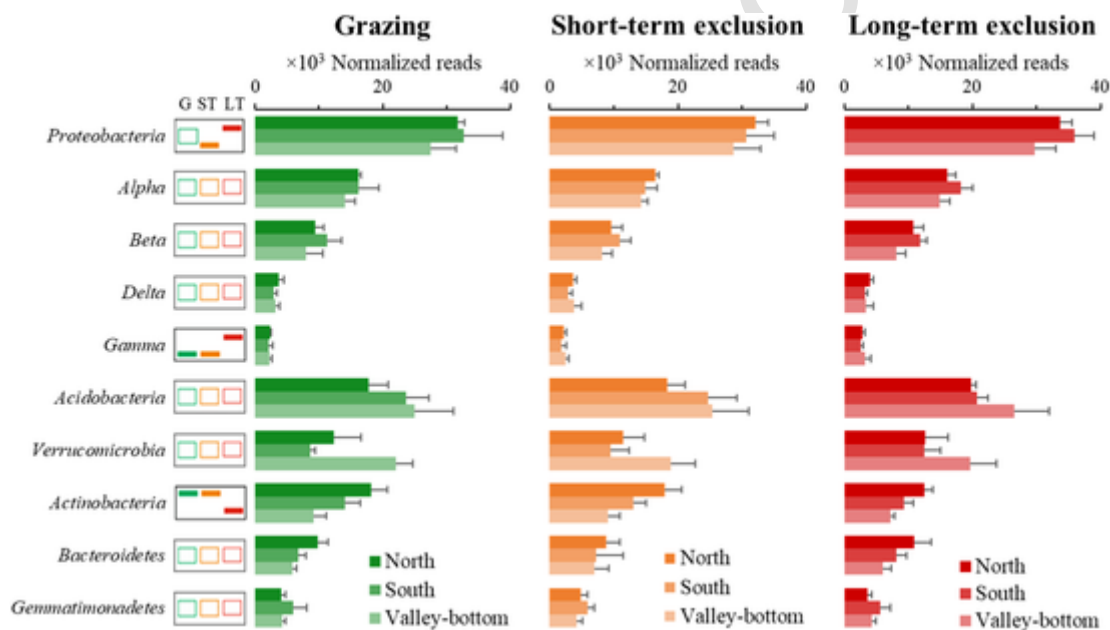 Grazing Short-term exclusion Long-term exclusion
×10³ Normalized reads ×10³ Normalized reads ×10³ Normalized reads
G ST LT 0 20 40 0 20 40 0 20 40
Proteobacteria
Alpha
Beta
Delta
Gamma
Acidobacteria
Verrucomicrobia
Actinobacteria
Bacteroidetes North North North
South South South
Gemmatimonadetes Valley-bottom Valley-bottom Valley-bottom